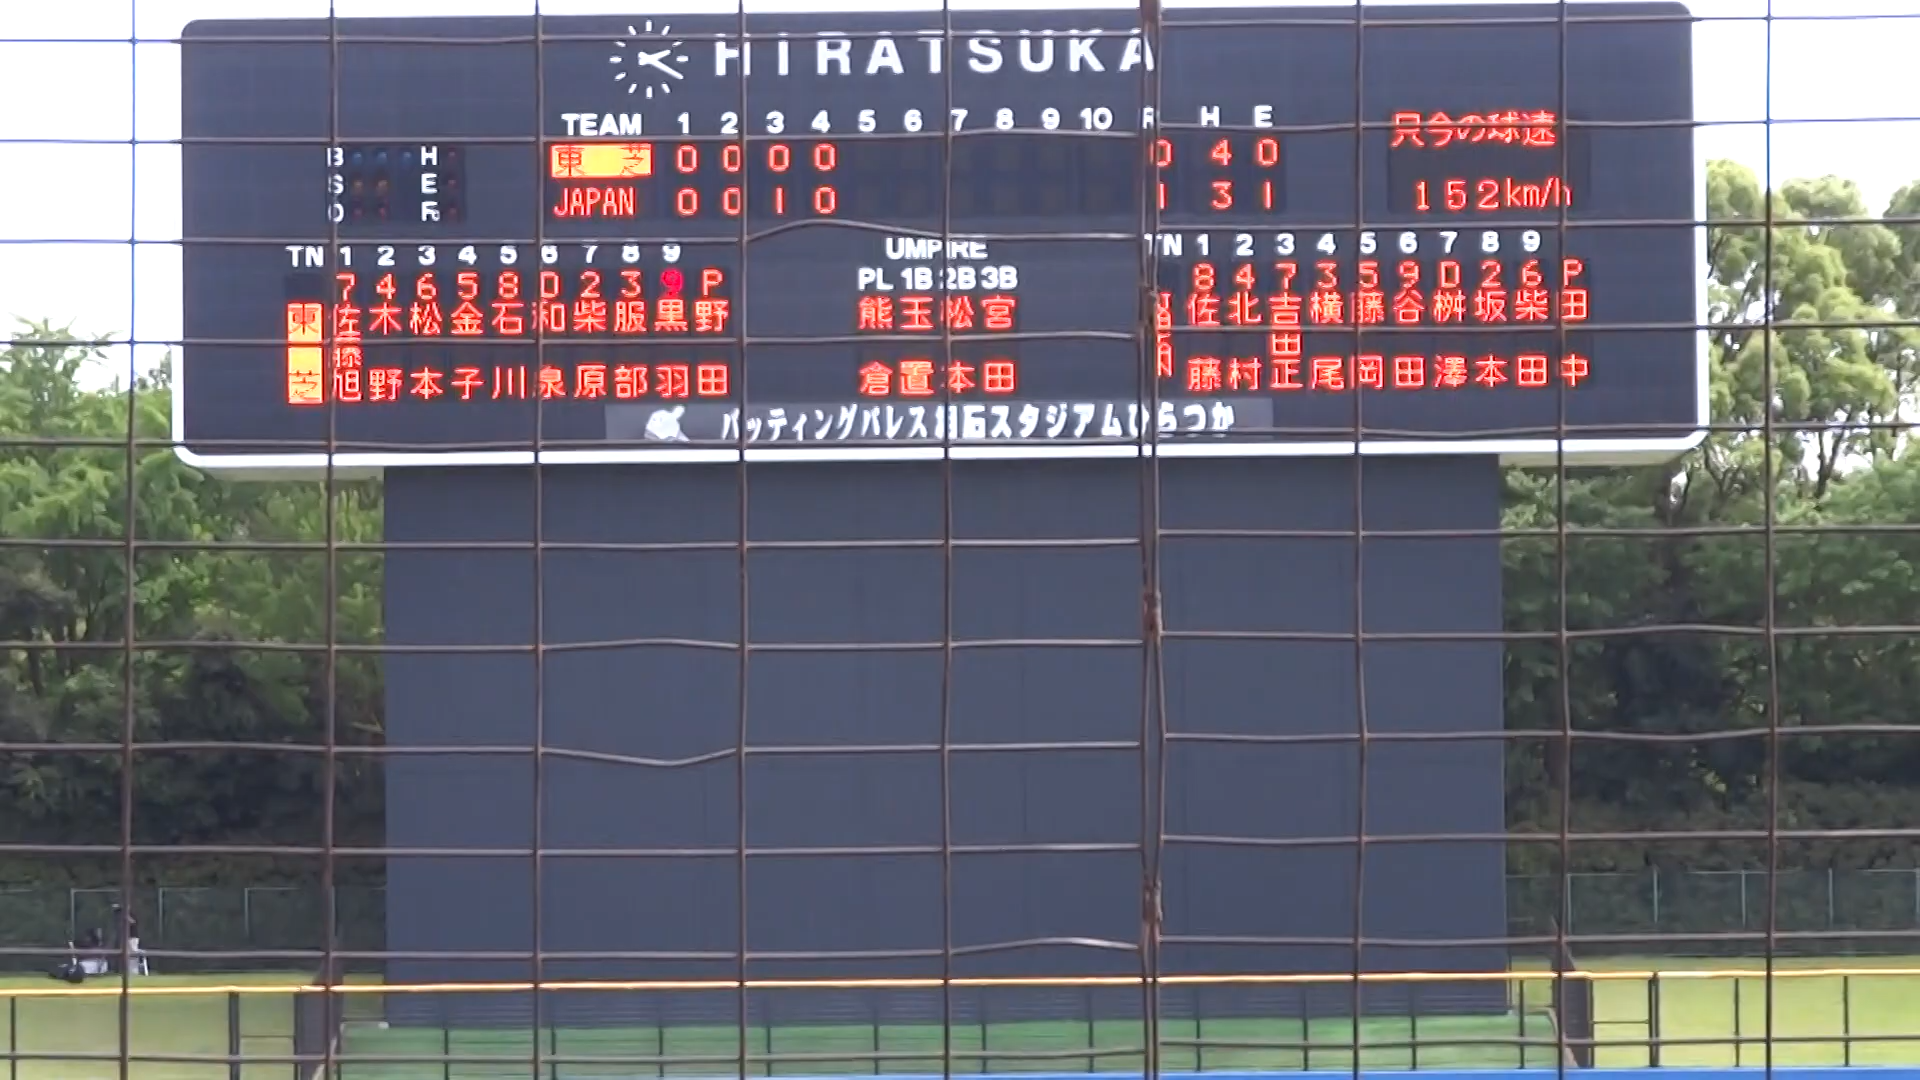 HIRATSUKA
TEAM 1 2 3 4 5 6 7 8 9 10 R H E
只今の球速
B H
東芝 0 0 0 0 0 4 0
S E
JAPAN 0 0 1 0 1 3 1
152km/h
O R
TN 1 2 3 4 5 6 7 8 9
UMPIRE
TN 1 2 3 4 5 6 7 8 9
7 4 6 5 8 D 2 3 9 P
PL 1B 2B 3B
8 4 7 3 5 9 D 2 6 P
東芝 佐藤旭 木野 松本 金子 石川 和泉 柴原 服部 黒羽 野田
熊倉 玉置 松本 宮田
佐藤 北村 吉田正 横尾 藤岡 谷田 桝澤 坂本 柴田 田中
バッティングパレス相石スタジアムひらつか